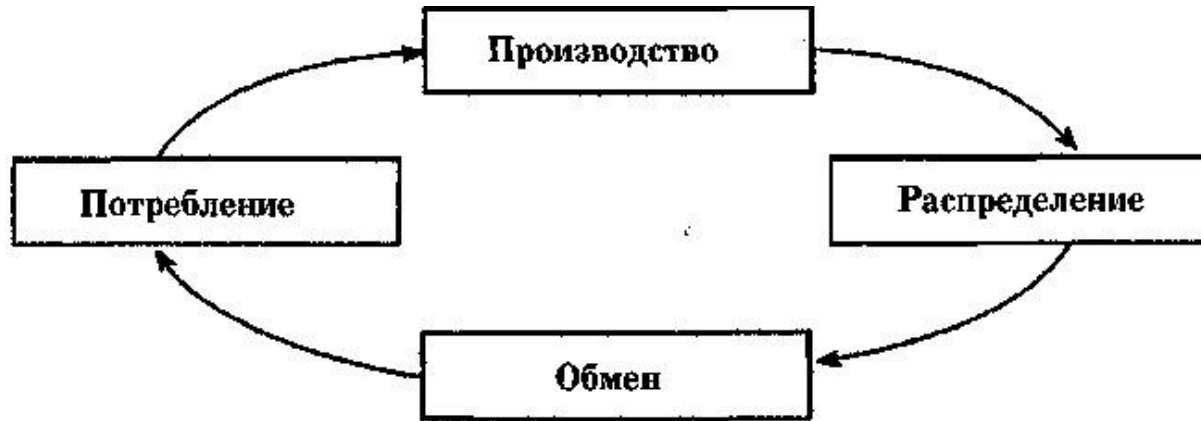 Производство
Потребление
Распределение
Обмен